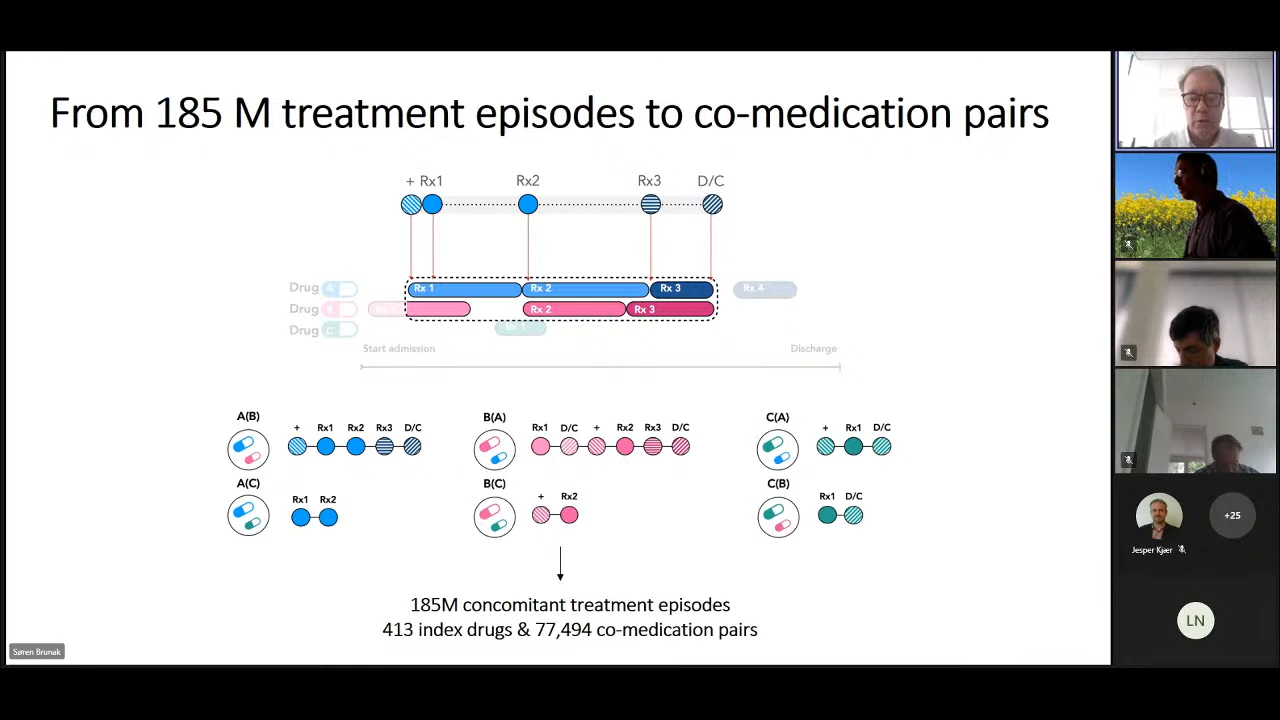 From 185 M treatment episodes to co-medication pairs
+ Rx1 Rx2 Rx3 D/C
Drug A Rx 1 Rx 2 Rx 3 Rx 4
Drug B Rx 2 Rx 3
Drug C Rx 1
Start admission Discharge
A(B) B(A) C(A)
+ Rx1 Rx2 Rx3 D/C Rx1 D/C + Rx2 Rx3 D/C + Rx1 D/C
A(C) B(C) C(B)
Rx1 Rx2 + Rx2 Rx1 D/C
185M concomitant treatment episodes
413 index drugs & 77,494 co-medication pairs
Søren Brunak
+25
Jesper Kjær
LN